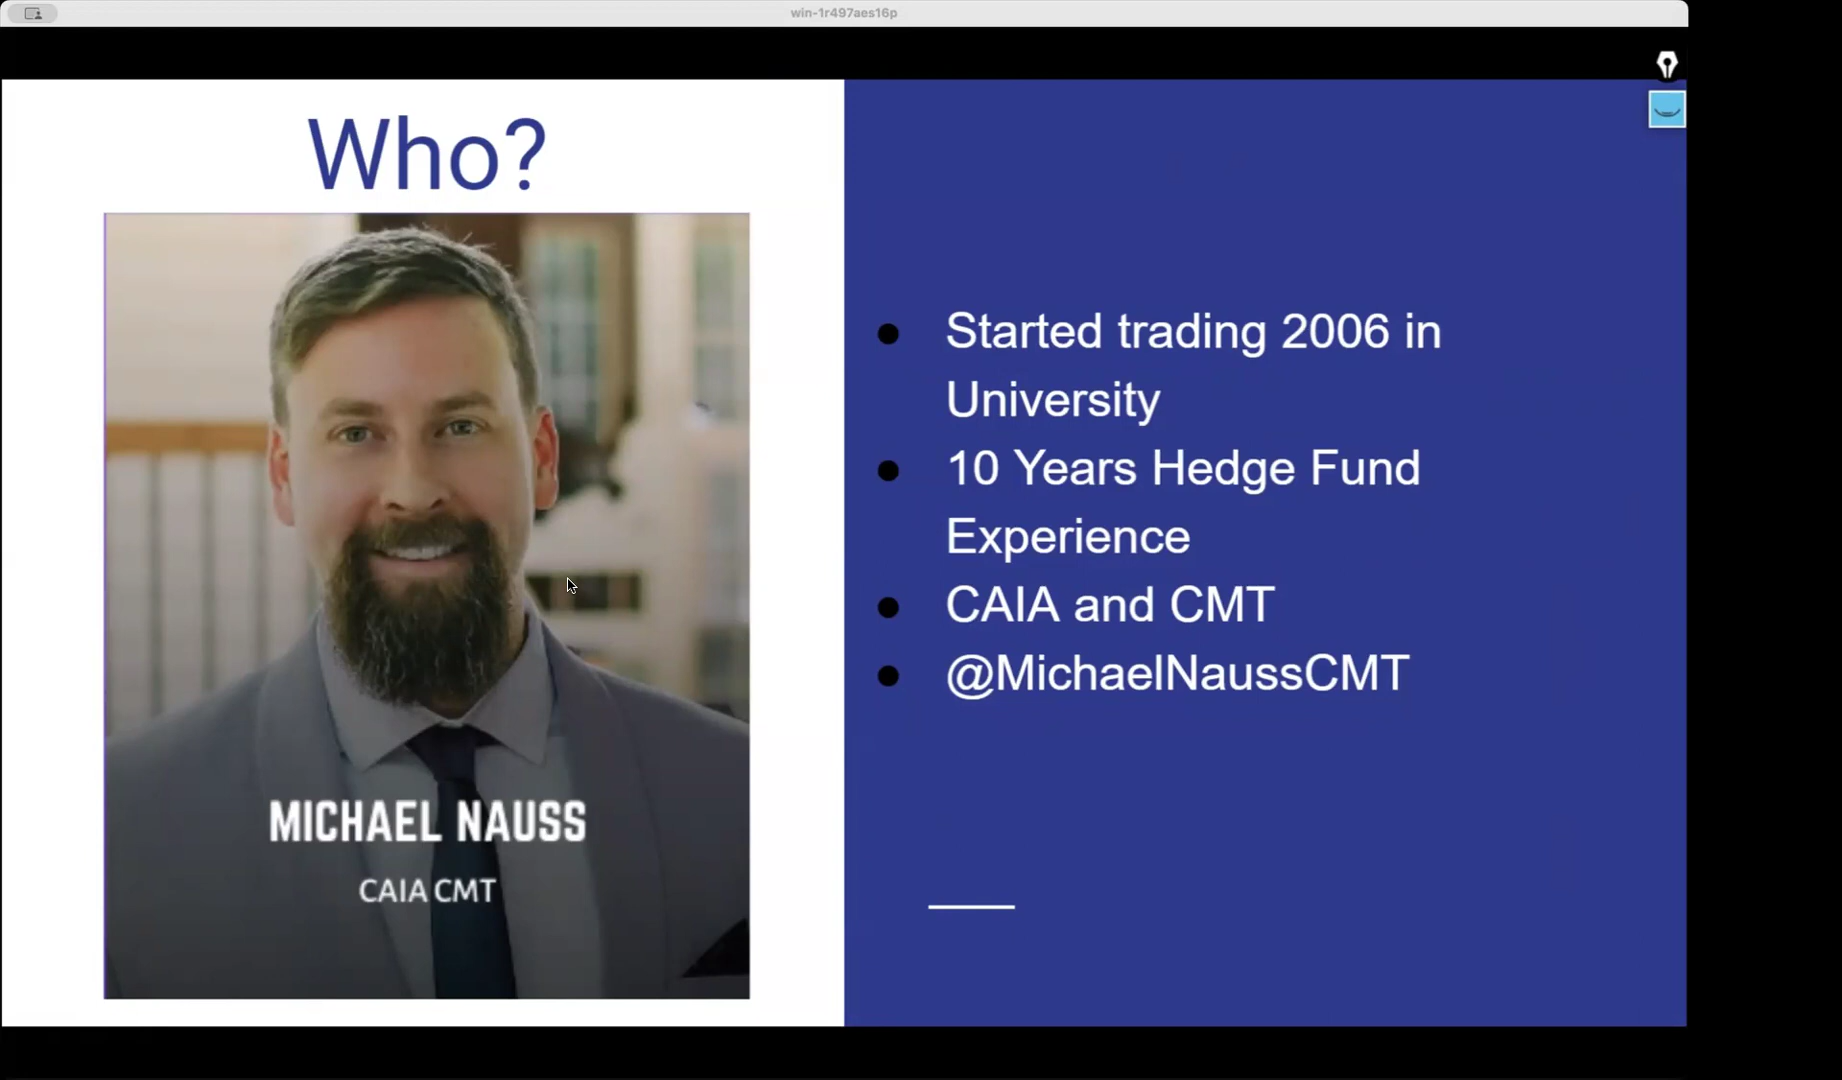 win-1r497aes16p
Who?
MICHAEL NAUSS
CAIA CMT
● Started trading 2006 in
University
● 10 Years Hedge Fund
Experience
● CAIA and CMT
● @MichaelNaussCMT